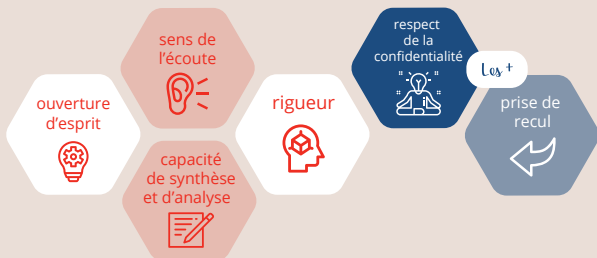 ouverture
d'esprit
sens de
l'écoute
capacité
de synthèse
et d'analyse
rigueur
respect
de la
confidentialité
Les +
prise de
recul